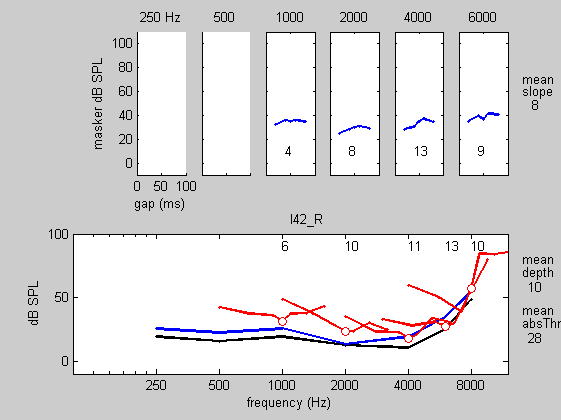 250 Hz 500 1000 2000 4000 6000
100
80
60
40
20
0
masker dB SPL
4 8 13 9
mean
slope
8
0 50 100
gap (ms)
I42_R
100
50
0
dB SPL
6 10 11 13 10
mean
depth
10
mean
absThr
28
250 500 1000 2000 4000 8000
frequency (Hz)